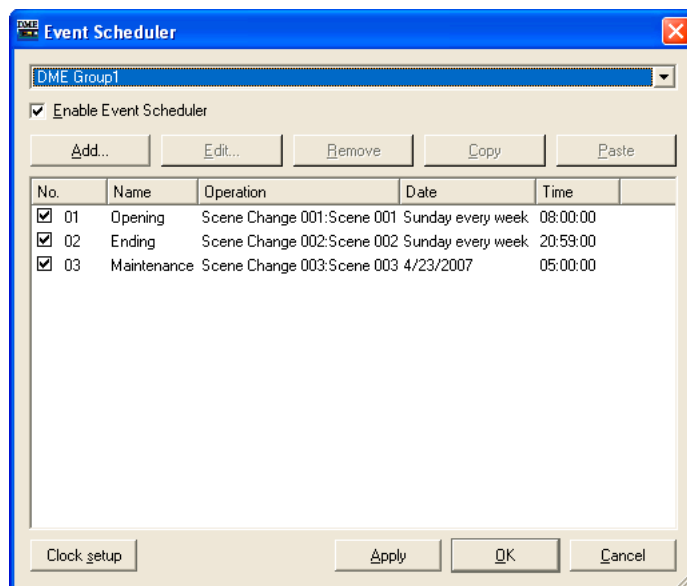 DME
Event Scheduler
DME Group1
Enable Event Scheduler
Add... Edit... Remove Copy Paste
No. Name Operation Date Time
01 Opening Scene Change 001:Scene 001 Sunday every week 08:00:00
02 Ending Scene Change 002:Scene 002 Sunday every week 20:59:00
03 Maintenance Scene Change 003:Scene 003 4/23/2007 05:00:00
Clock setup Apply OK Cancel